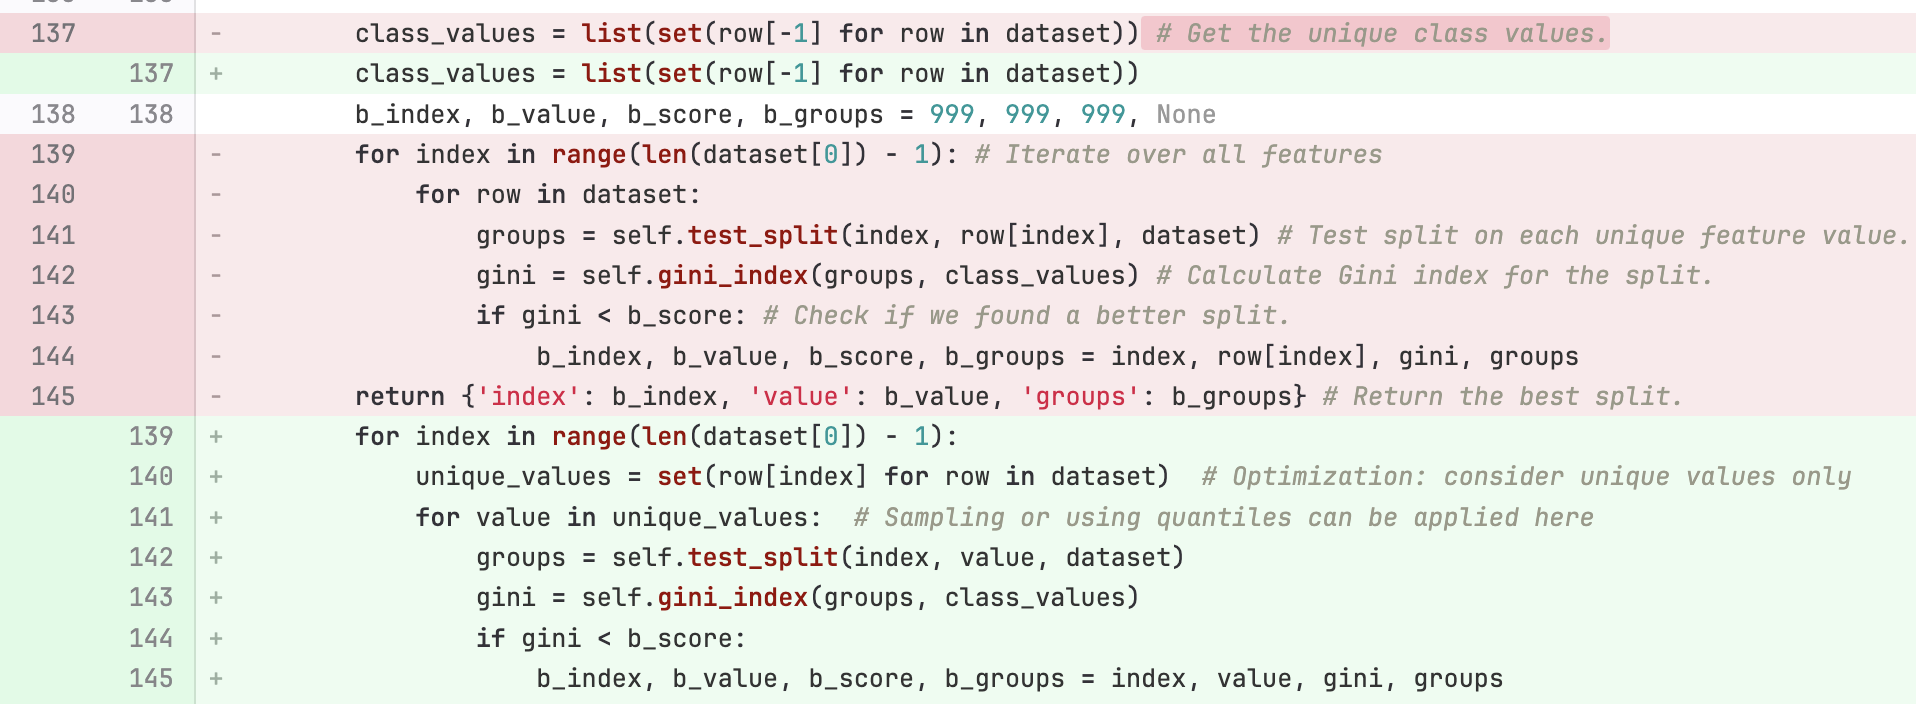 137 - class_values = list(set(row[-1] for row in dataset)) # Get the unique class values.
137 + class_values = list(set(row[-1] for row in dataset))
138 138 b_index, b_value, b_score, b_groups = 999, 999, 999, None
139 - for index in range(len(dataset[0]) - 1): # Iterate over all features
140 - for row in dataset:
141 - groups = self.test_split(index, row[index], dataset) # Test split on each unique feature value.
142 - gini = self.gini_index(groups, class_values) # Calculate Gini index for the split.
143 - if gini < b_score: # Check if we found a better split.
144 - b_index, b_value, b_score, b_groups = index, row[index], gini, groups
145 - return {'index': b_index, 'value': b_value, 'groups': b_groups} # Return the best split.
139 + for index in range(len(dataset[0]) - 1):
140 + unique_values = set(row[index] for row in dataset)  # Optimization: consider unique values only
141 + for value in unique_values:  # Sampling or using quantiles can be applied here
142 + groups = self.test_split(index, value, dataset)
143 + gini = self.gini_index(groups, class_values)
144 + if gini < b_score:
145 + b_index, b_value, b_score, b_groups = index, value, gini, groups